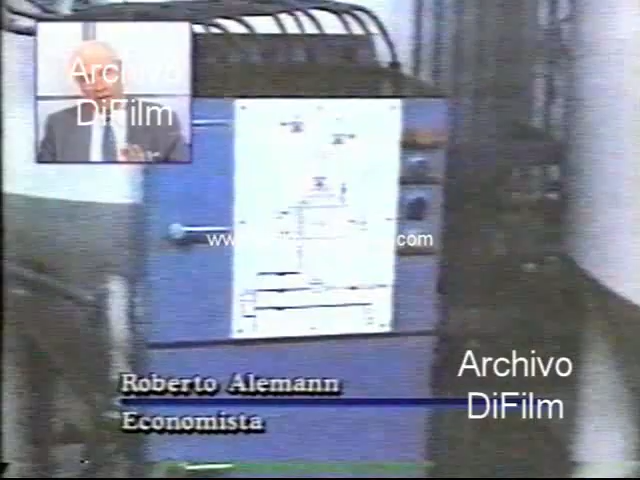 Archivo
DiFilm
Roberto Alemann
Economista
Archivo
DiFilm